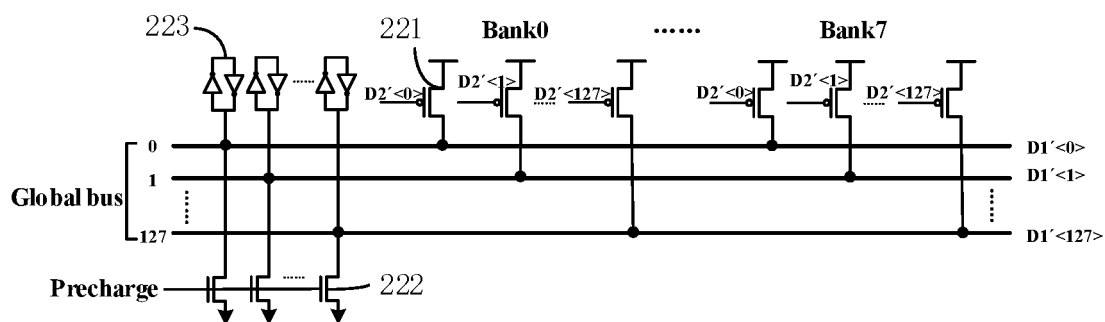 223 221 Bank0 ...... Bank7
D2′<0> D2′<1> ...... D2′<127> D2′<0> D2′<1> ...... D2′<127>
0 D1′<0>
1 D1′<1>
Global bus ...... ......
127 D1′<127>
Precharge ...... 222